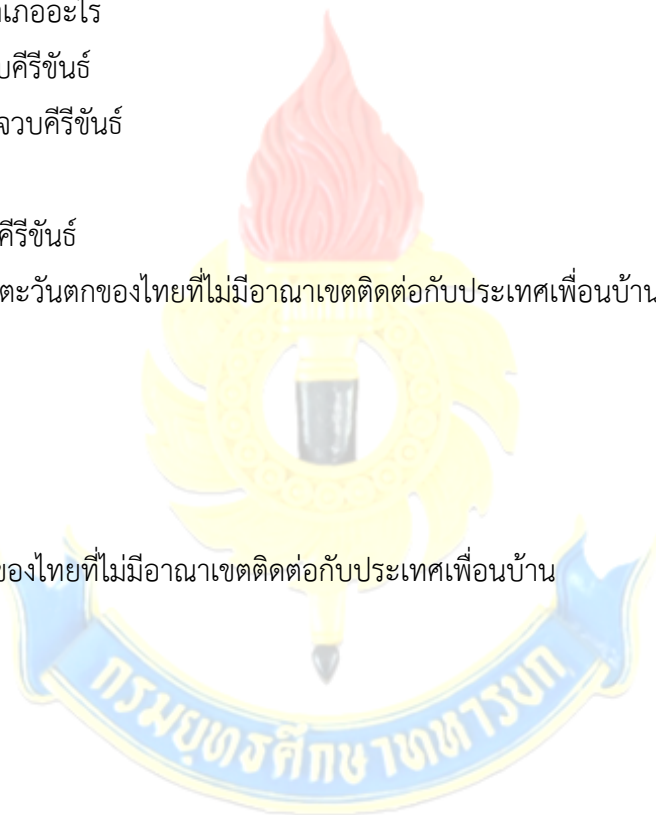 เภออะไร
บคีรีขันธ์
จวบคีรีขันธ์
คีรีขันธ์
ตะวันตกของไทยที่ไม่มีอาณาเขตติดต่อกับประเทศเพื่อนบ้าน
ของไทยที่ไม่มีอาณาเขตติดต่อกับประเทศเพื่อนบ้าน
กรมยุทธศึกษาทหารบก